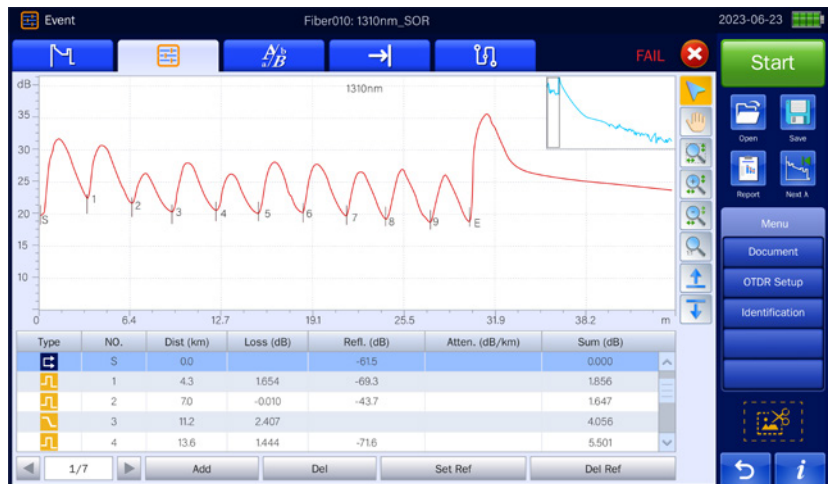 Event
Fiber010: 1310nm_SOR
2023-06-23
A/B
a/b
FAIL
Start
dB
1310nm
35
30
25
20
15
10
S
1
2
3
4
5
6
7
8
9
E
0
6.4
12.7
19.1
25.5
31.9
38.2
m
Open
Save
Report
Next λ
Menu
Document
OTDR Setup
Identification
Type NO. Dist (km) Loss (dB) Refl. (dB) Atten. (dB/km) Sum (dB)
S 0.0 -61.5 0.000
1 4.3 1.654 -69.3 1.856
2 7.0 -0.010 -43.7 1.647
3 11.2 2.407 4.056
4 13.6 1.444 -71.6 5.501
1/7
Add
Del
Set Ref
Del Ref
i